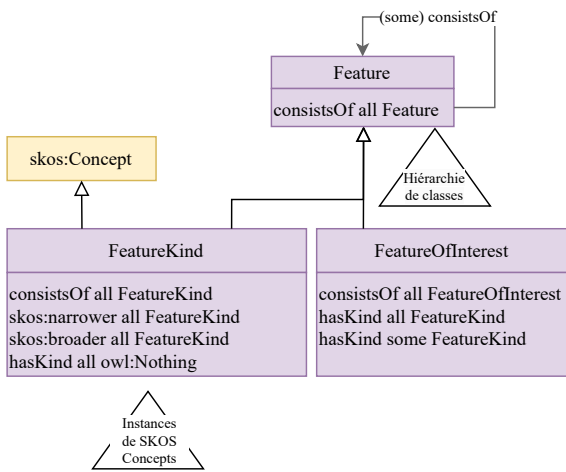 (some) consistsOf
Feature
consistsOf all Feature
skos:Concept
Hiérarchie
de classes
FeatureKind
consistsOf all FeatureKind
skos:narrower all FeatureKind
skos:broader all FeatureKind
hasKind all owl:Nothing
FeatureOfInterest
consistsOf all FeatureOfInterest
hasKind all FeatureKind
hasKind some FeatureKind
Instances
de SKOS
Concepts